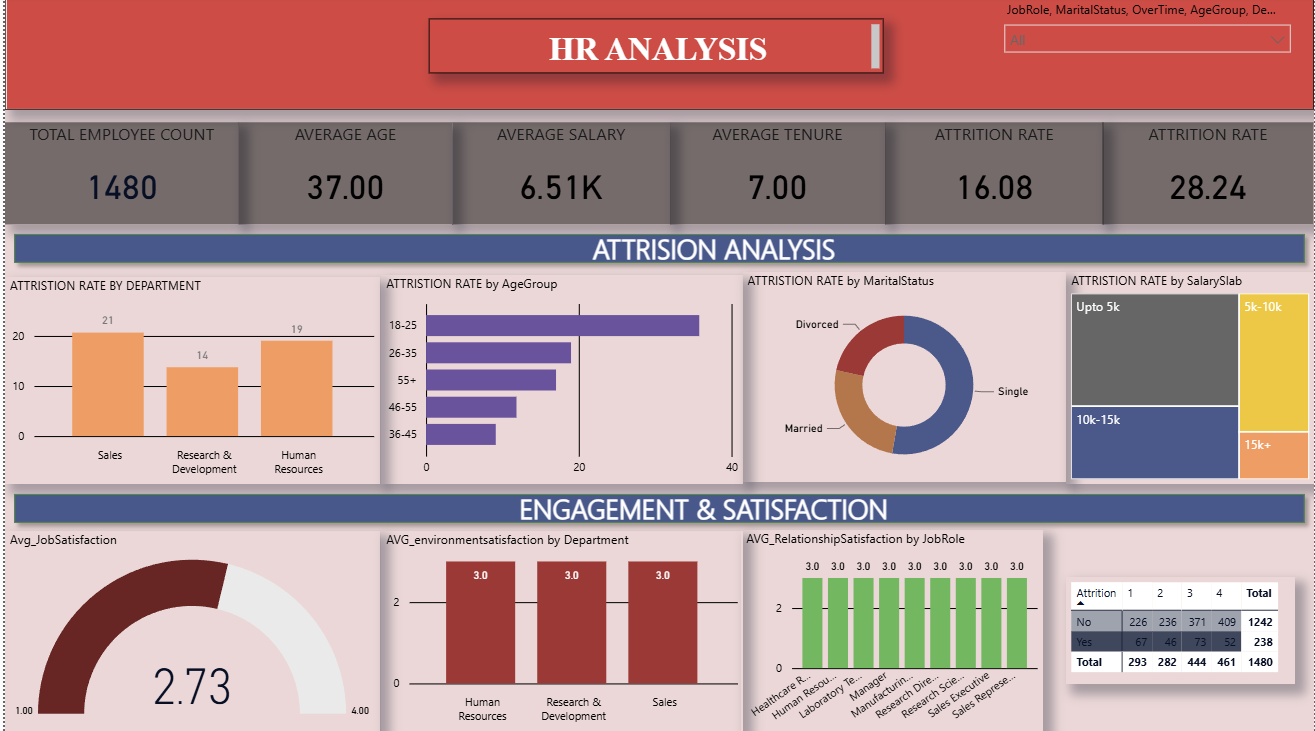 JobRole, MaritalStatus, OverTime, AgeGroup, De...
All
HR ANALYSIS
TOTAL EMPLOYEE COUNT
1480
AVERAGE AGE
37.00
AVERAGE SALARY
6.51K
AVERAGE TENURE
7.00
ATTRITION RATE
16.08
ATTRITION RATE
28.24
ATTRISION ANALYSIS
ATTRISTION RATE BY DEPARTMENT
20
10
0
21
14
19
Sales
Research &
Development
Human
Resources
ATTRISTION RATE by AgeGroup
18-25
26-35
55+
46-55
36-45
0
20
40
ATTRISTION RATE by MaritalStatus
Divorced
Married
Single
ATTRISTION RATE by SalarySlab
Upto 5k
5k-10k
10k-15k
15k+
ENGAGEMENT & SATISFACTION
Avg_JobSatisfaction
2.73
1.00
4.00
AVG_environmentsatisfaction by Department
2
0
3.0
3.0
3.0
Human
Resources
Research &
Development
Sales
AVG_RelationshipSatisfaction by JobRole
2
0
3.0 3.0 3.0 3.0 3.0 3.0 3.0 3.0 3.0
Healthcare R...
Human Resou...
Laboratory Te...
Manager
Manufacturin...
Research Dire...
Research Scie...
Sales Executive
Sales Represe...
Attrition 1 2 3 4 Total
No 226 236 371 409 1242
Yes 67 46 73 52 238
Total 293 282 444 461 1480